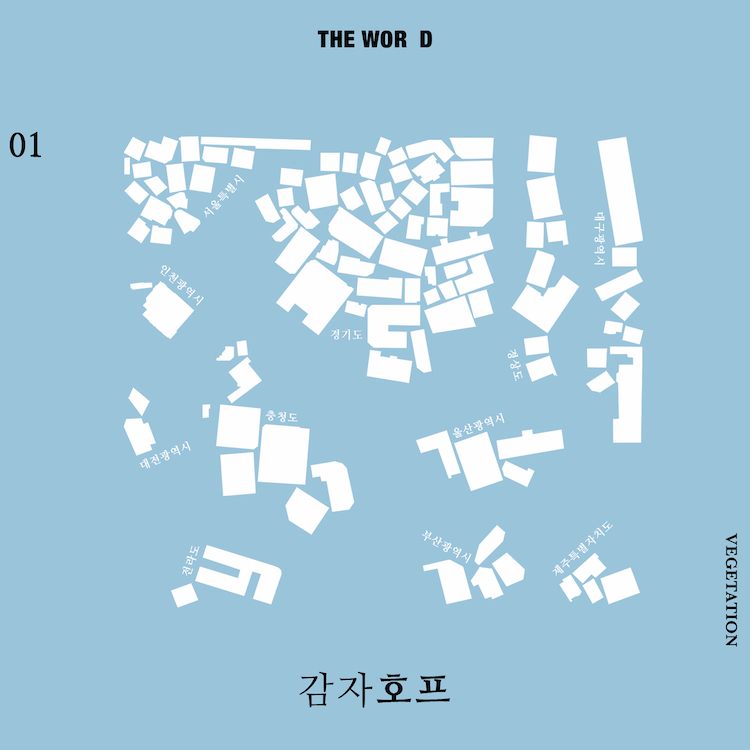 THE WOR D
01
서울특별시
인천광역시
경기도
대구광역시
경상도
충청도
대전광역시
울산광역시
전라도
부산광역시
제주특별자치도
VEGETATION
감자호프